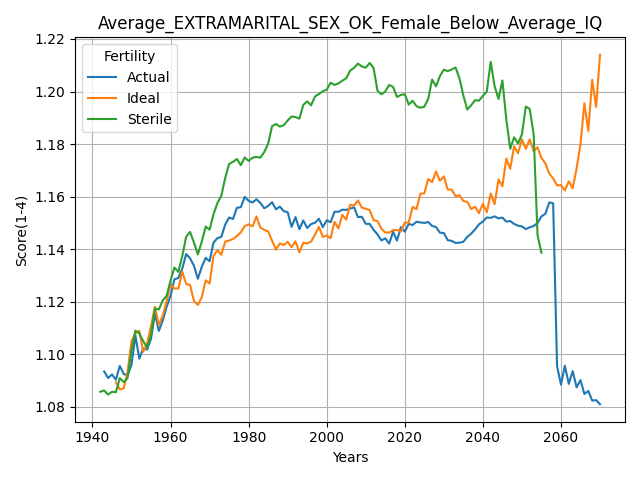 Average_EXTRAMARITAL_SEX_OK_Female_Below_Average_IQ
Fertility
Actual
Ideal
Sterile
Score(1-4)
1.22
1.20
1.18
1.16
1.14
1.12
1.10
1.08
1940
1960
1980
2000
2020
2040
2060
Years